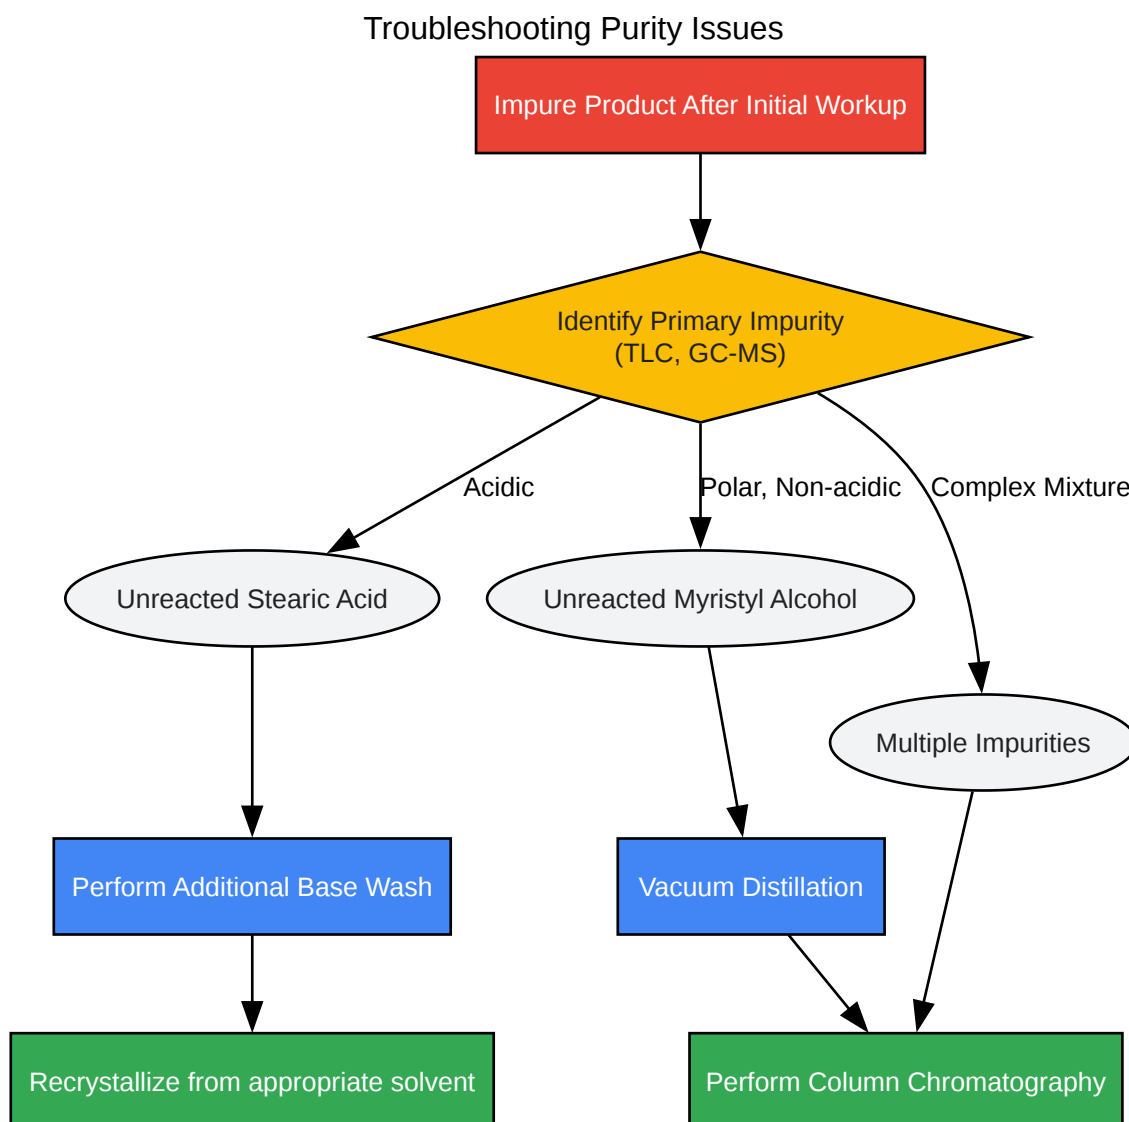 Troubleshooting Purity Issues
Impure Product After Initial Workup
Identify Primary Impurity
(TLC, GC-MS)
Acidic
Polar, Non-acidic
Complex Mixture
Unreacted Stearic Acid
Unreacted Myristyl Alcohol
Multiple Impurities
Perform Additional Base Wash
Vacuum Distillation
Recrystallize from appropriate solvent
Perform Column Chromatography